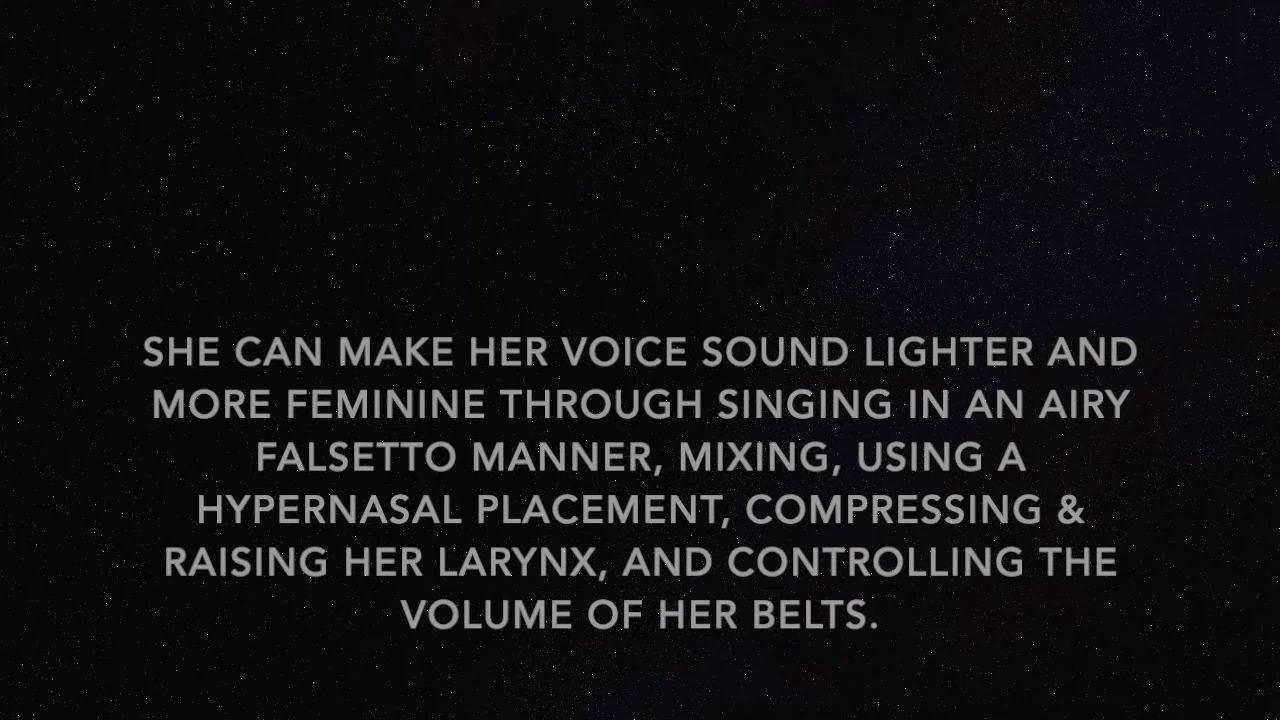 SHE CAN MAKE HER VOICE SOUND LIGHTER AND
MORE FEMININE THROUGH SINGING IN AN AIRY
FALSETTO MANNER, MIXING, USING A
HYPERNASAL PLACEMENT, COMPRESSING &
RAISING HER LARYNX, AND CONTROLLING THE
VOLUME OF HER BELTS.